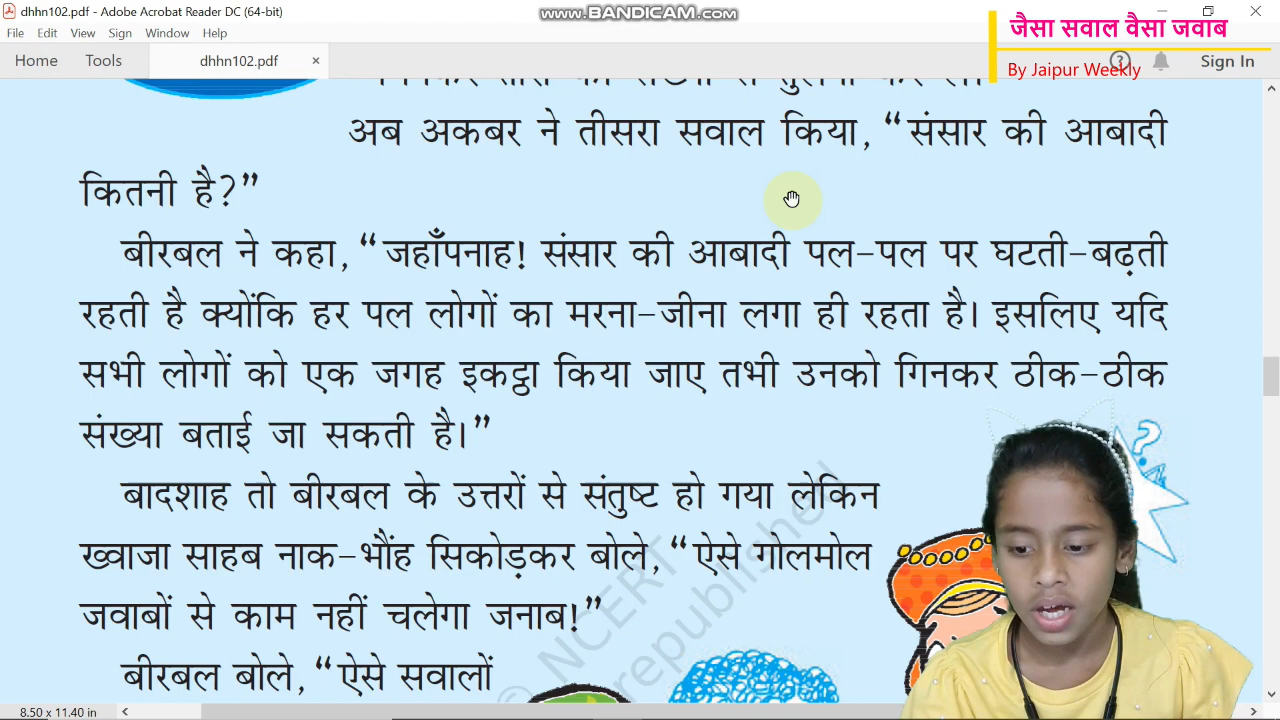 dhhn102.pdf - Adobe Acrobat Reader DC (64-bit)
www.BANDICAM.com
File Edit View Sign Window Help
जैसा सवाल वैसा जवाब
Home Tools dhhn102.pdf × Sign In
By Jaipur Weekly
अब अकबर ने तीसरा सवाल किया, “संसार की आबादी
कितनी है?”
बीरबल ने कहा, “जहाँपनाह! संसार की आबादी पल-पल पर घटती-बढ़ती
रहती है क्योंकि हर पल लोगों का मरना-जीना लगा ही रहता है। इसलिए यदि
सभी लोगों को एक जगह इकट्ठा किया जाए तभी उनको गिनकर ठीक-ठीक
संख्या बताई जा सकती है।”
बादशाह तो बीरबल के उत्तरों से संतुष्ट हो गया लेकिन
ख्वाजा साहब नाक-भौंह सिकोड़कर बोले, “ऐसे गोलमोल
जवाबों से काम नहीं चलेगा जनाब!”
बीरबल बोले, “ऐसे सवालों
© NCERT
republished
8.50 x 11.40 in